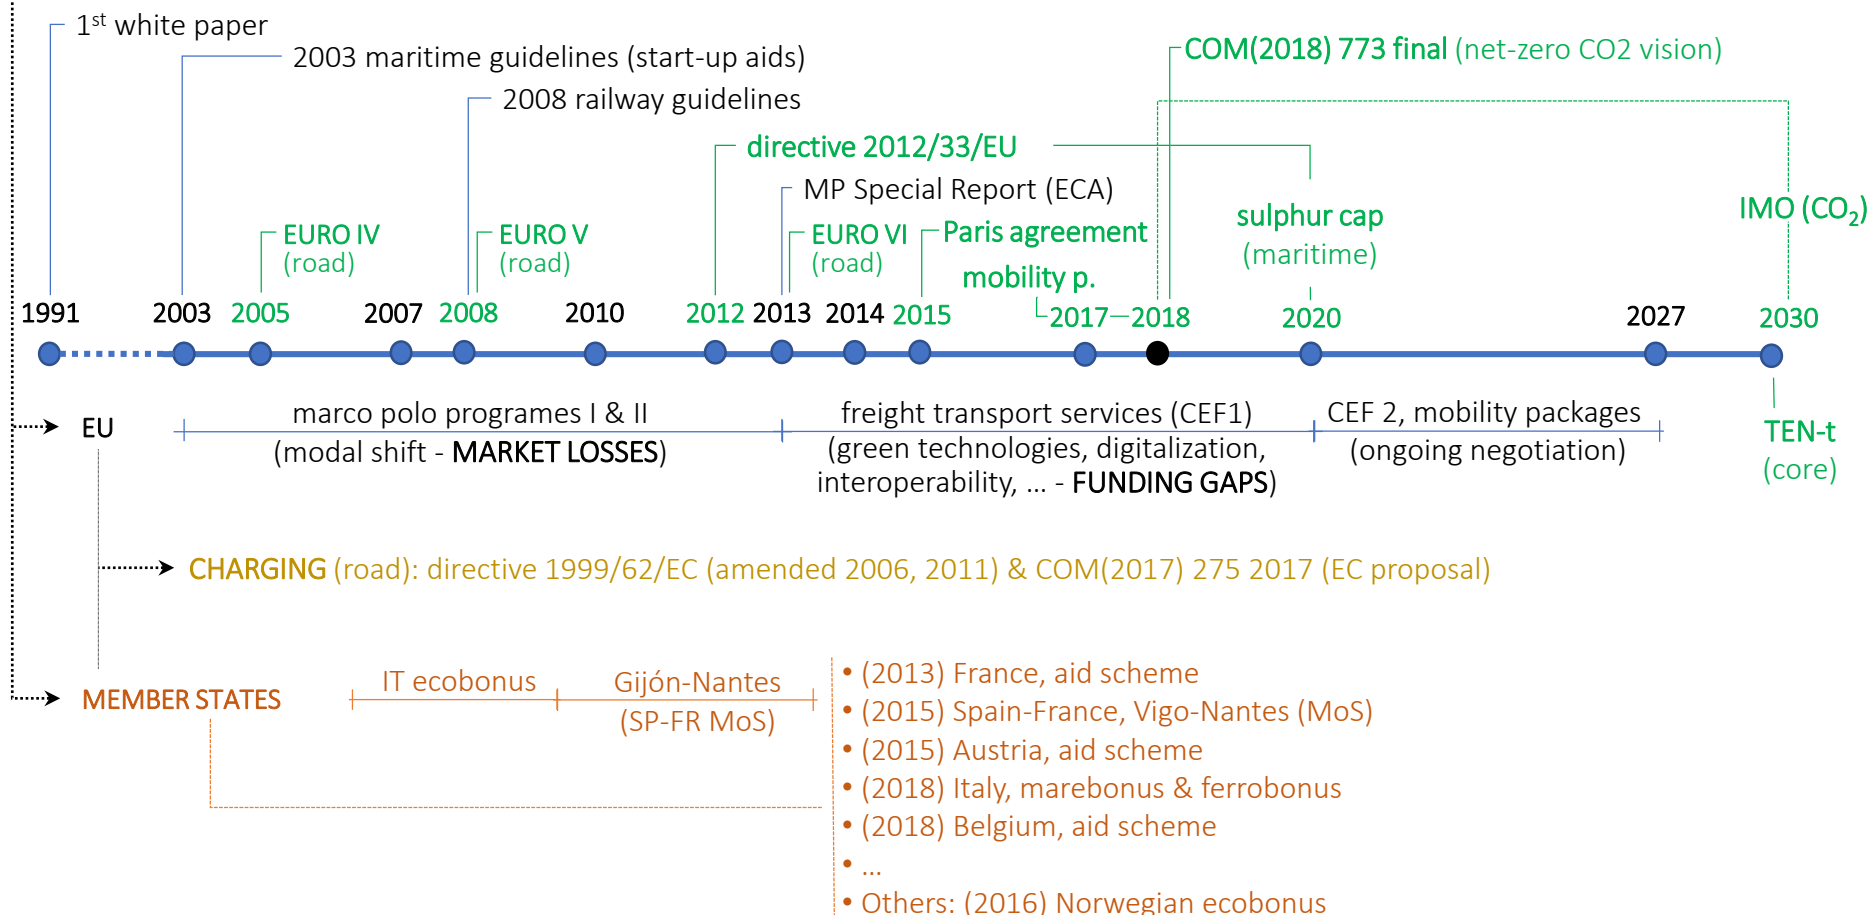 1st white paper
2003 maritime guidelines (start-up aids)
COM(2018) 773 final (net-zero CO2 vision)
2008 railway guidelines
directive 2012/33/EU
MP Special Report (ECA)
EURO IV
(road)
EURO V
(road)
EURO VI
(road)
Paris agreement
mobility p.
sulphur cap
(maritime)
IMO (CO₂)
1991
2003
2005
2007
2008
2010
2012
2013
2014
2015
2017
2018
2020
2027
2030
EU
marco polo programes I & II
(modal shift - MARKET LOSSES)
freight transport services (CEF1)
(green technologies, digitalization,
interoperability, ... - FUNDING GAPS)
CEF 2, mobility packages
(ongoing negotiation)
TEN-t
(core)
CHARGING (road): directive 1999/62/EC (amended 2006, 2011) & COM(2017) 275 2017 (EC proposal)
MEMBER STATES
IT ecobonus
Gijón-Nantes
(SP-FR MoS)
• (2013) France, aid scheme
• (2015) Spain-France, Vigo-Nantes (MoS)
• (2015) Austria, aid scheme
• (2018) Italy, marebonus & ferrobonus
• (2018) Belgium, aid scheme
• ...
• Others: (2016) Norwegian ecobonus